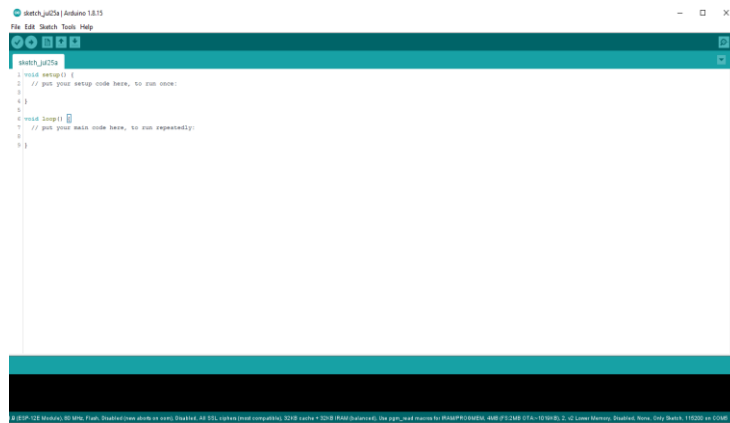 sketch_jul25a | Arduino 1.8.15
File Edit Sketch Tools Help
sketch_jul25a
1 void setup() {
2 // put your setup code here, to run once:
3
4 }
5
6 void loop() {
7 // put your main code here, to run repeatedly:
8
9 }
(ESP-12E Module), 80 MHz, Flash, Disabled (new aborts on oom), Disabled, All SSL ciphers (most compatible), 32KB cache + 32KB IRAM (balanced), Use pgm_read macros for IRAM/PROGMEM, 4MB (FS:2MB OTA:~1019KB), 2, v2 Lower Memory, Disabled, None, Only Sketch, 115200 on COM8